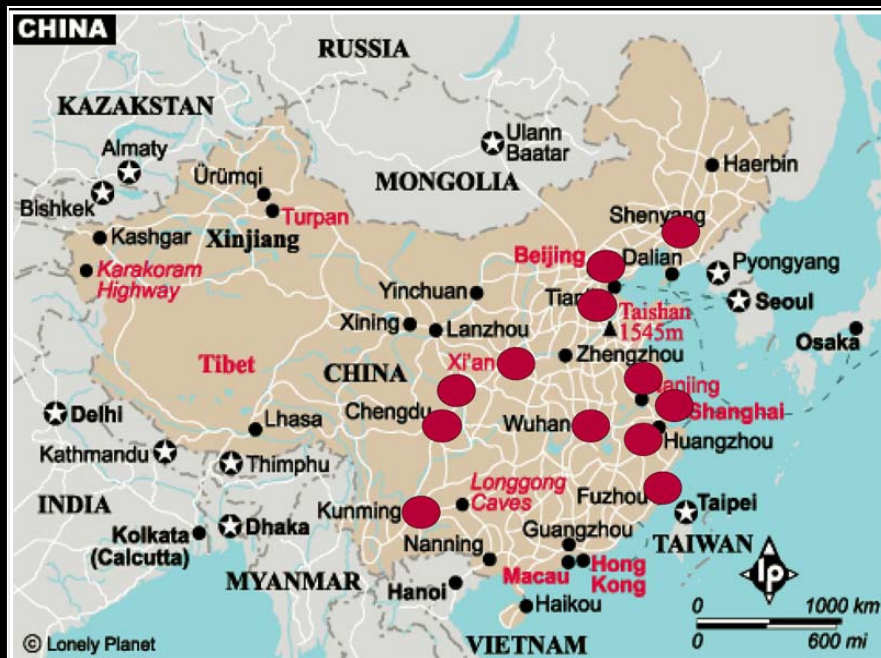 CHINA
RUSSIA
KAZAKSTAN
Ulann
Baatar
Almaty
Haerbin
Ürümqi
MONGOLIA
Bishkek
Turpan
Shenyang
Kashgar
Xinjiang
Beijing
Dalian
Pyongyang
Karakoram
Highway
Yinchuan
Seoul
Taishan
1545m
Xining
Lanzhou
Osaka
Tibet
Xi'an
Zhengzhou
CHINA
Delhi
Lhasa
Chengdu
Wuhan
Shanghai
Kathmandu
Thimphu
Huangzhou
INDIA
Longgong
Caves
Fuzhou
Taipei
Kunming
Kolkata
(Calcutta)
Dhaka
Guangzhou
TAIWAN
Nanning
MYANMAR
Hanoi
Macau
Hong
Kong
lp
Haikou
0 1000 km
0 600 mi
© Lonely Planet
VIETNAM